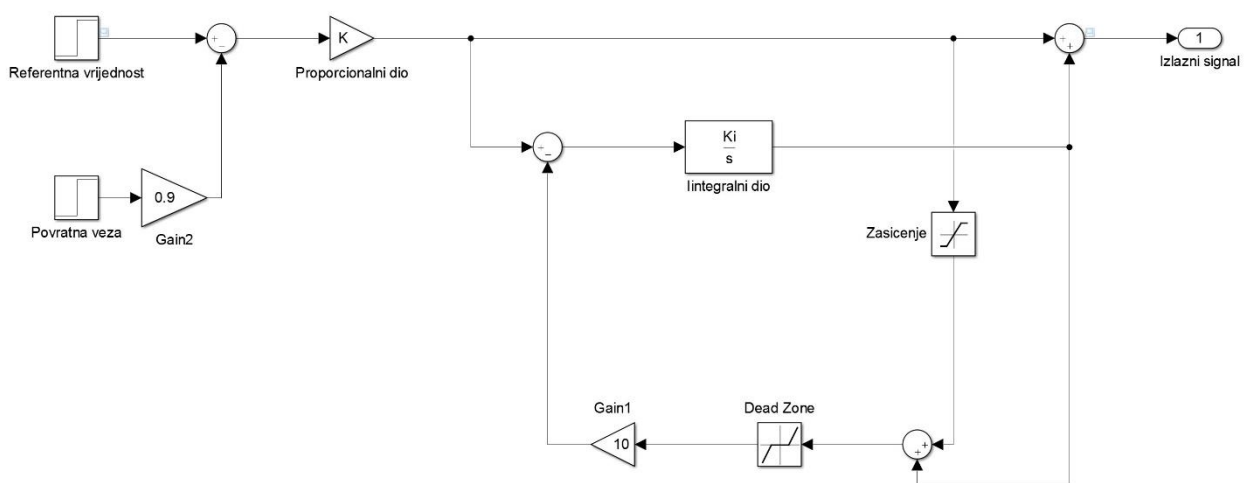 K
1
Referentna vrijednost
Proporcionalni dio
Izlazni signal
Ki
s
Iintegralni dio
0.9
Povratna veza
Gain2
Zasicenje
Gain1
Dead Zone
10